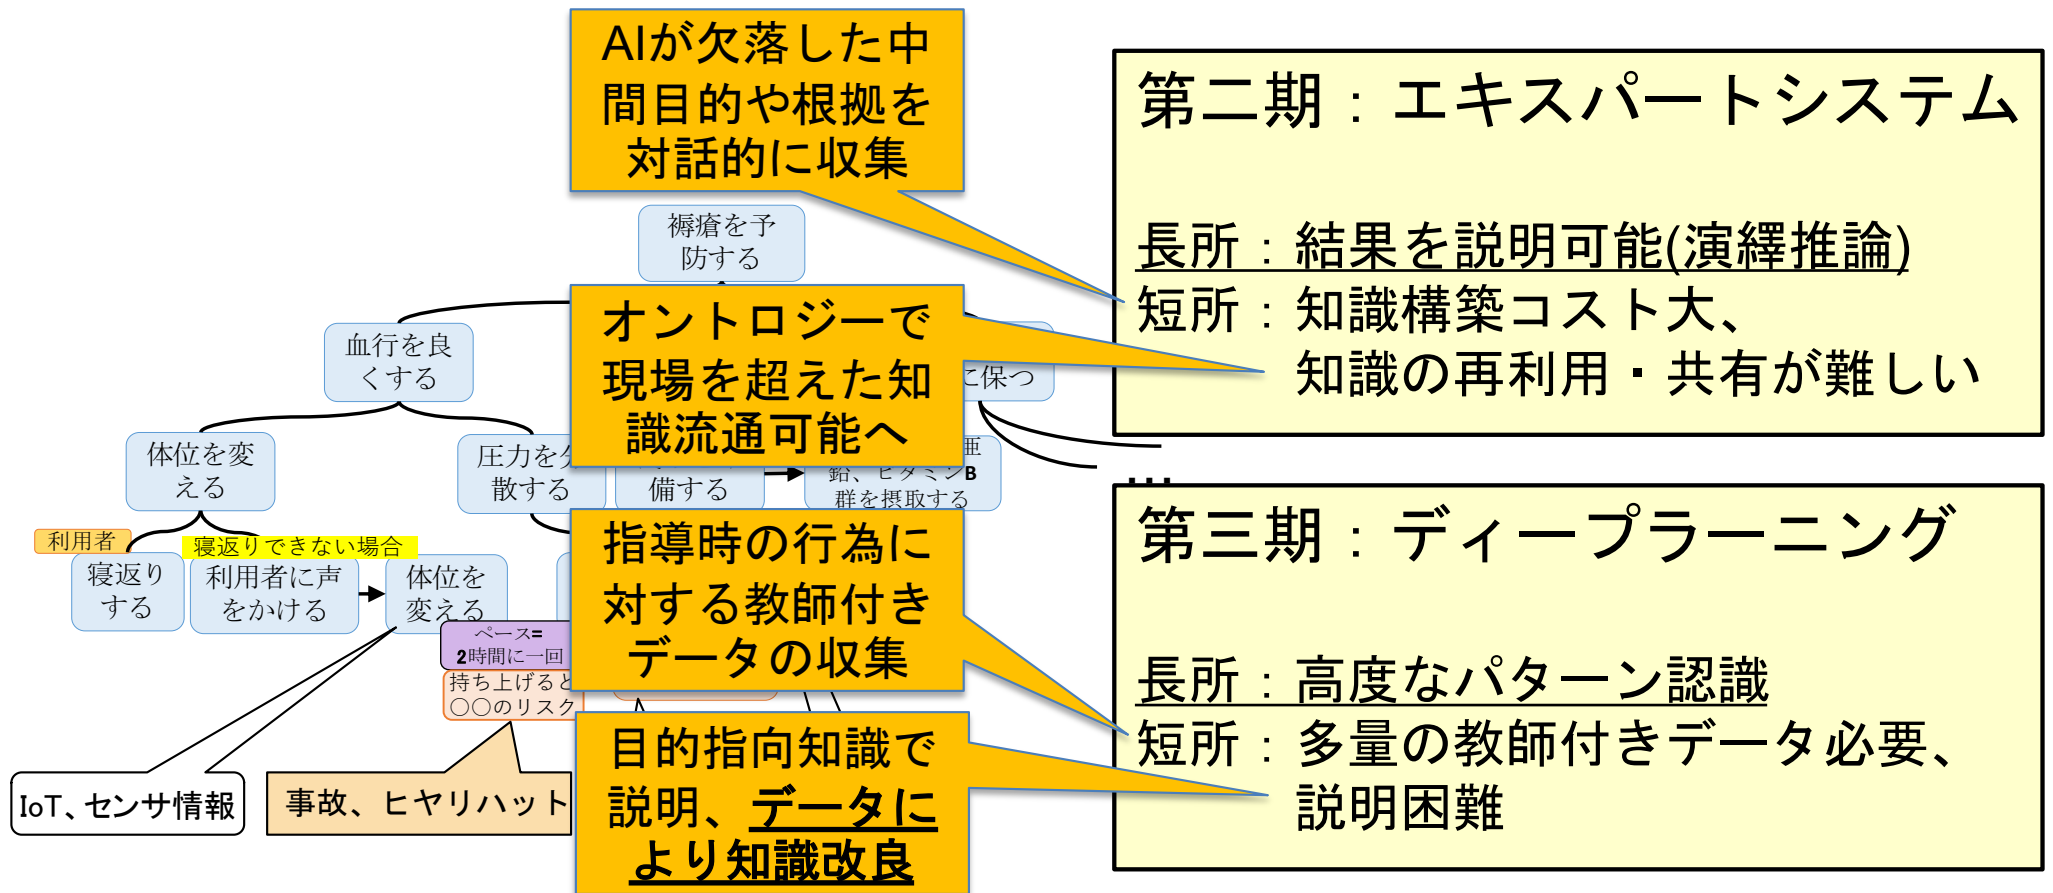 AIが欠落した中
間目的や根拠を
対話的に収集
第二期：エキスパートシステム
長所：結果を説明可能(演繹推論)
短所：知識構築コスト大、
知識の再利用・共有が難しい
褥瘡を予
防する
オントロジーで
現場を超えた知
識流通可能へ
血行を良
くする
に保つ
体位を変
える
圧力を分
散する
備する
亜
鉛、ビタミンB
群を摂取する
利用者
寝返りできない場合
寝返り
する
利用者に声
をかける
体位を
変える
ペース=
2時間に一回
持ち上げると
〇〇のリスク
指導時の行為に
対する教師付き
データの収集
第三期：ディープラーニング
長所：高度なパターン認識
短所：多量の教師付きデータ必要、
説明困難
目的指向知識で
説明、データに
より知識改良
IoT、センサ情報
事故、ヒヤリハット